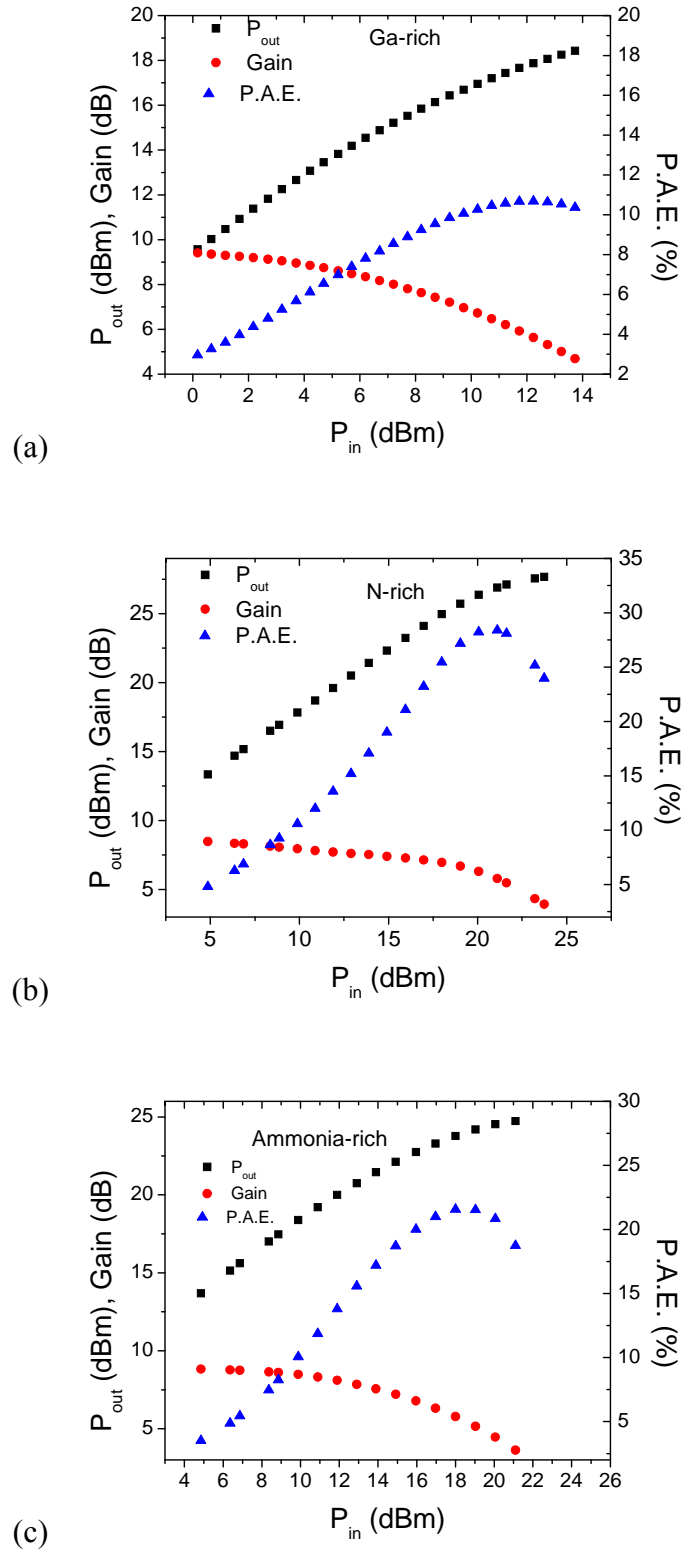 P_out
Gain
P.A.E.
Ga-rich
20
18
16
14
12
10
8
6
4
20
18
16
14
12
10
8
6
4
2
0 2 4 6 8 10 12 14
P_out (dBm), Gain (dB)
P.A.E. (%)
P_in (dBm)
(a)
P_out
Gain
P.A.E.
N-rich
25
20
15
10
5
35
30
25
20
15
10
5
5 10 15 20 25
P_out (dBm), Gain (dB)
P.A.E. (%)
P_in (dBm)
(b)
Ammonia-rich
P_out
Gain
P.A.E.
25
20
15
10
5
30
25
20
15
10
5
4 6 8 10 12 14 16 18 20 22 24 26
P_out (dBm), Gain (dB)
P.A.E. (%)
P_in (dBm)
(c)